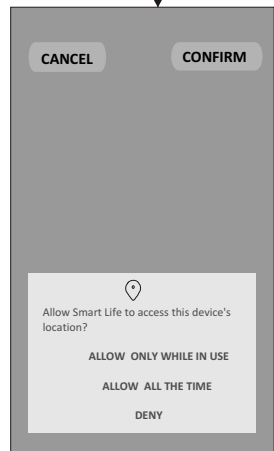 CANCEL
CONFIRM
Allow Smart Life to access this device's
location?
ALLOW ONLY WHILE IN USE
ALLOW ALL THE TIME
DENY